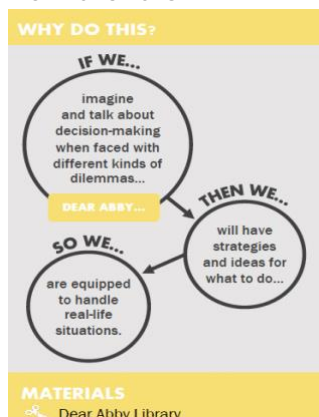 WHY DO THIS?
IF WE...
imagine
and talk about
decision-making
when faced with
different kinds of
dilemmas...
DEAR ABBY...
THEN WE...
will have
strategies
and ideas for
what to do...
SO WE...
are equipped
to handle
real-life
situations.
MATERIALS
Dear Abby Library